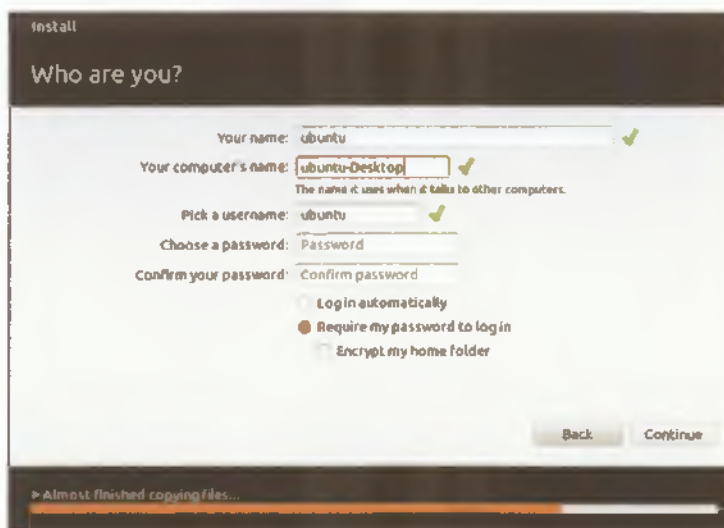 Install
Who are you?
Your name: ubuntu
Your computer's name: ubuntu-Desktop
The name it uses when it talks to other computers.
Pick a username: ubuntu
Choose a password: Password
Confirm your password: Confirm password
Log in automatically
Require my password to log in
Encrypt my home folder
Back Continue
Almost finished copying files...